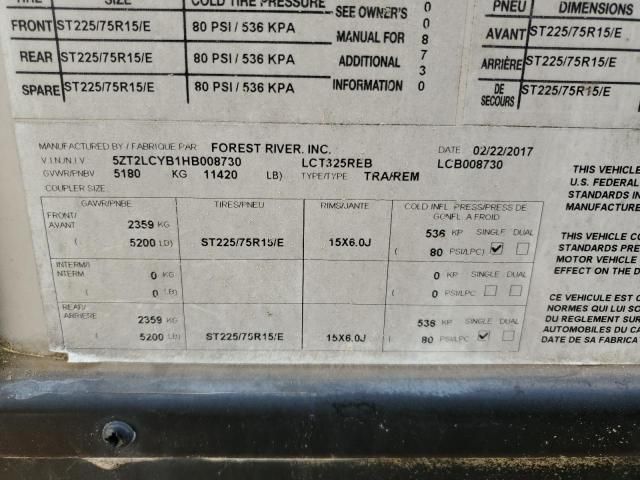 TIRE SIZE COLD TIRE PRESSURE
FRONT ST225/75R15/E 80 PSI / 536 KPA
REAR ST225/75R15/E 80 PSI / 536 KPA
SPARE ST225/75R15/E 80 PSI / 536 KPA
SEE OWNER'S
MANUAL FOR
ADDITIONAL
INFORMATION
0
0
8
7
3
0
PNEU DIMENSIONS
AVANT ST225/75R15/E
ARRIÈRE ST225/75R15/E
DE
SECOURS ST225/75R15/E
MANUFACTURED BY / FABRIQUE PAR FOREST RIVER, INC. DATE 02/22/2017
V.I.N./N.I.V 5ZT2LCYB1HB008730 LCT325REB LCB008730
GVWR/PNBV 5180 KG ( 11420 LB) TYPE/TYPE TRA/REM
COUPLER SIZE
GAWR/PNBE TIRES/PNEU RIMS/JANTE COLD INFL. PRESS/PRESS DE
GONFL. A FROID
FRONT/
AVANT 2359 KG 536 KP SINGLE DUAL
( 5200 LB) ST225/75R15/E 15X6.0J ( 80 PSI/LPC)
INTERM/I
NTERM 0 KG 0 KP SINGLE DUAL
( 0 LB) ( 0 PSI/LPC
REAR/
ARRIERE 2359 KG 536 KP SINGLE DUAL
( 5200 LB) ST225/75R15/E 15X6.0J ( 80 PSI/LPC
THIS VEHICLE
U.S. FEDERAL
STANDARDS IN
MANUFACTURE
THIS VEHICLE CO
STANDARDS PRE
MOTOR VEHICLE
EFFECT ON THE D
CE VEHICULE EST C
NORMES QUI LUI SO
DU REGLEMENT SUR
AUTOMOBILES DU CA
DATE DE SA FABRICA